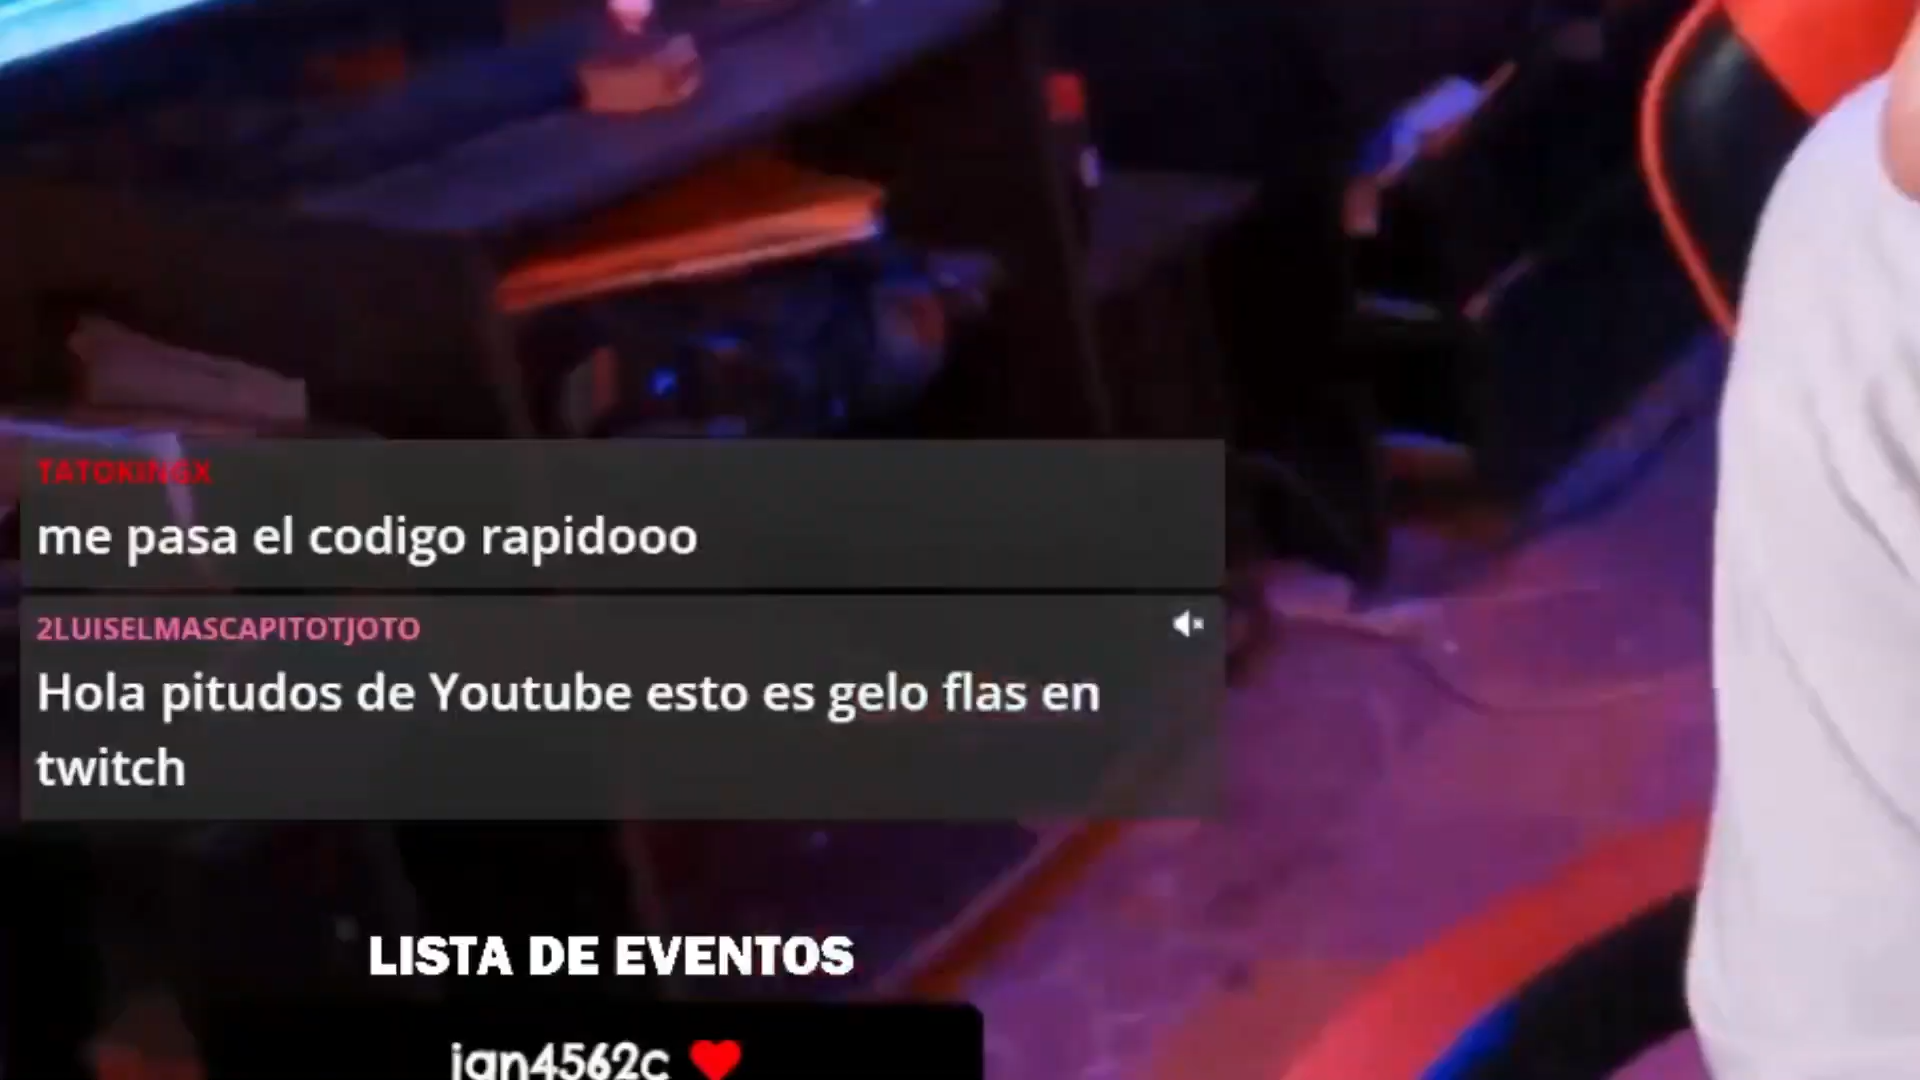 TATOKINGX
me pasa el codigo rapidooo
2LUISELMASCAPITOTJOTO
Hola pitudos de Youtube esto es gelo flas en
twitch
LISTA DE EVENTOS
ign4562c